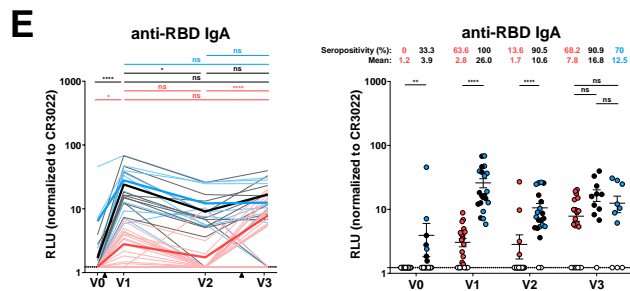 E
anti-RBD IgA
ns
ns
ns
****
*
ns
ns
****
*
ns
RLU (normalized to CR3022)
1000
100
10
1
V0
V1
V2
V3
anti-RBD IgA
Seropositivity (%): 0 33.3 63.6 100 13.6 90.5 68.2 90.9 70
Mean: 1.2 3.9 2.8 26.0 1.7 10.6 7.8 16.8 12.5
** **** **** ns
ns
ns
RLU (normalized to CR3022)
1000
100
10
1
V0 V1 V2 V3